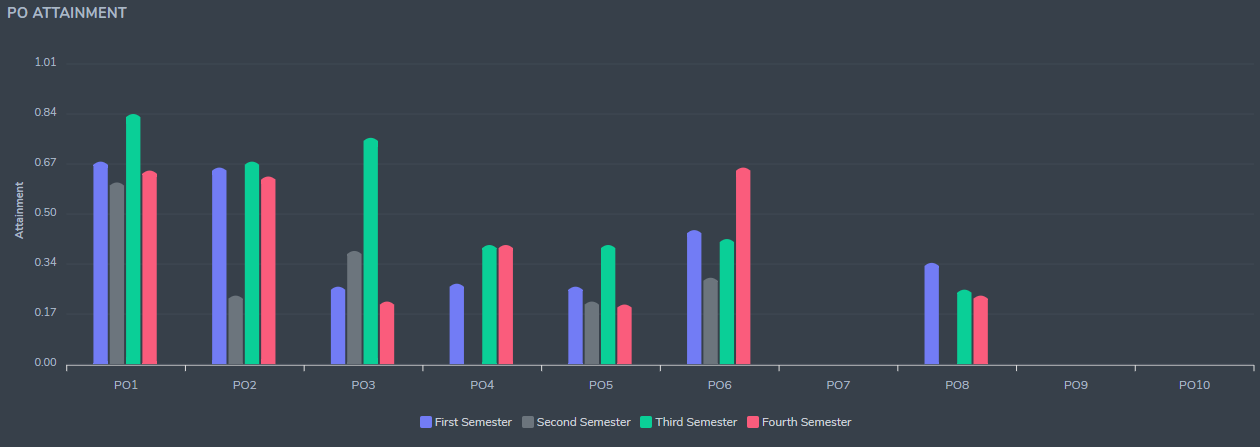 PO ATTAINMENT
1.01
0.84
0.67
0.50
0.34
0.17
0.00
Attainment
PO1 PO2 PO3 PO4 PO5 PO6 PO7 PO8 PO9 PO10
First Semester Second Semester Third Semester Fourth Semester